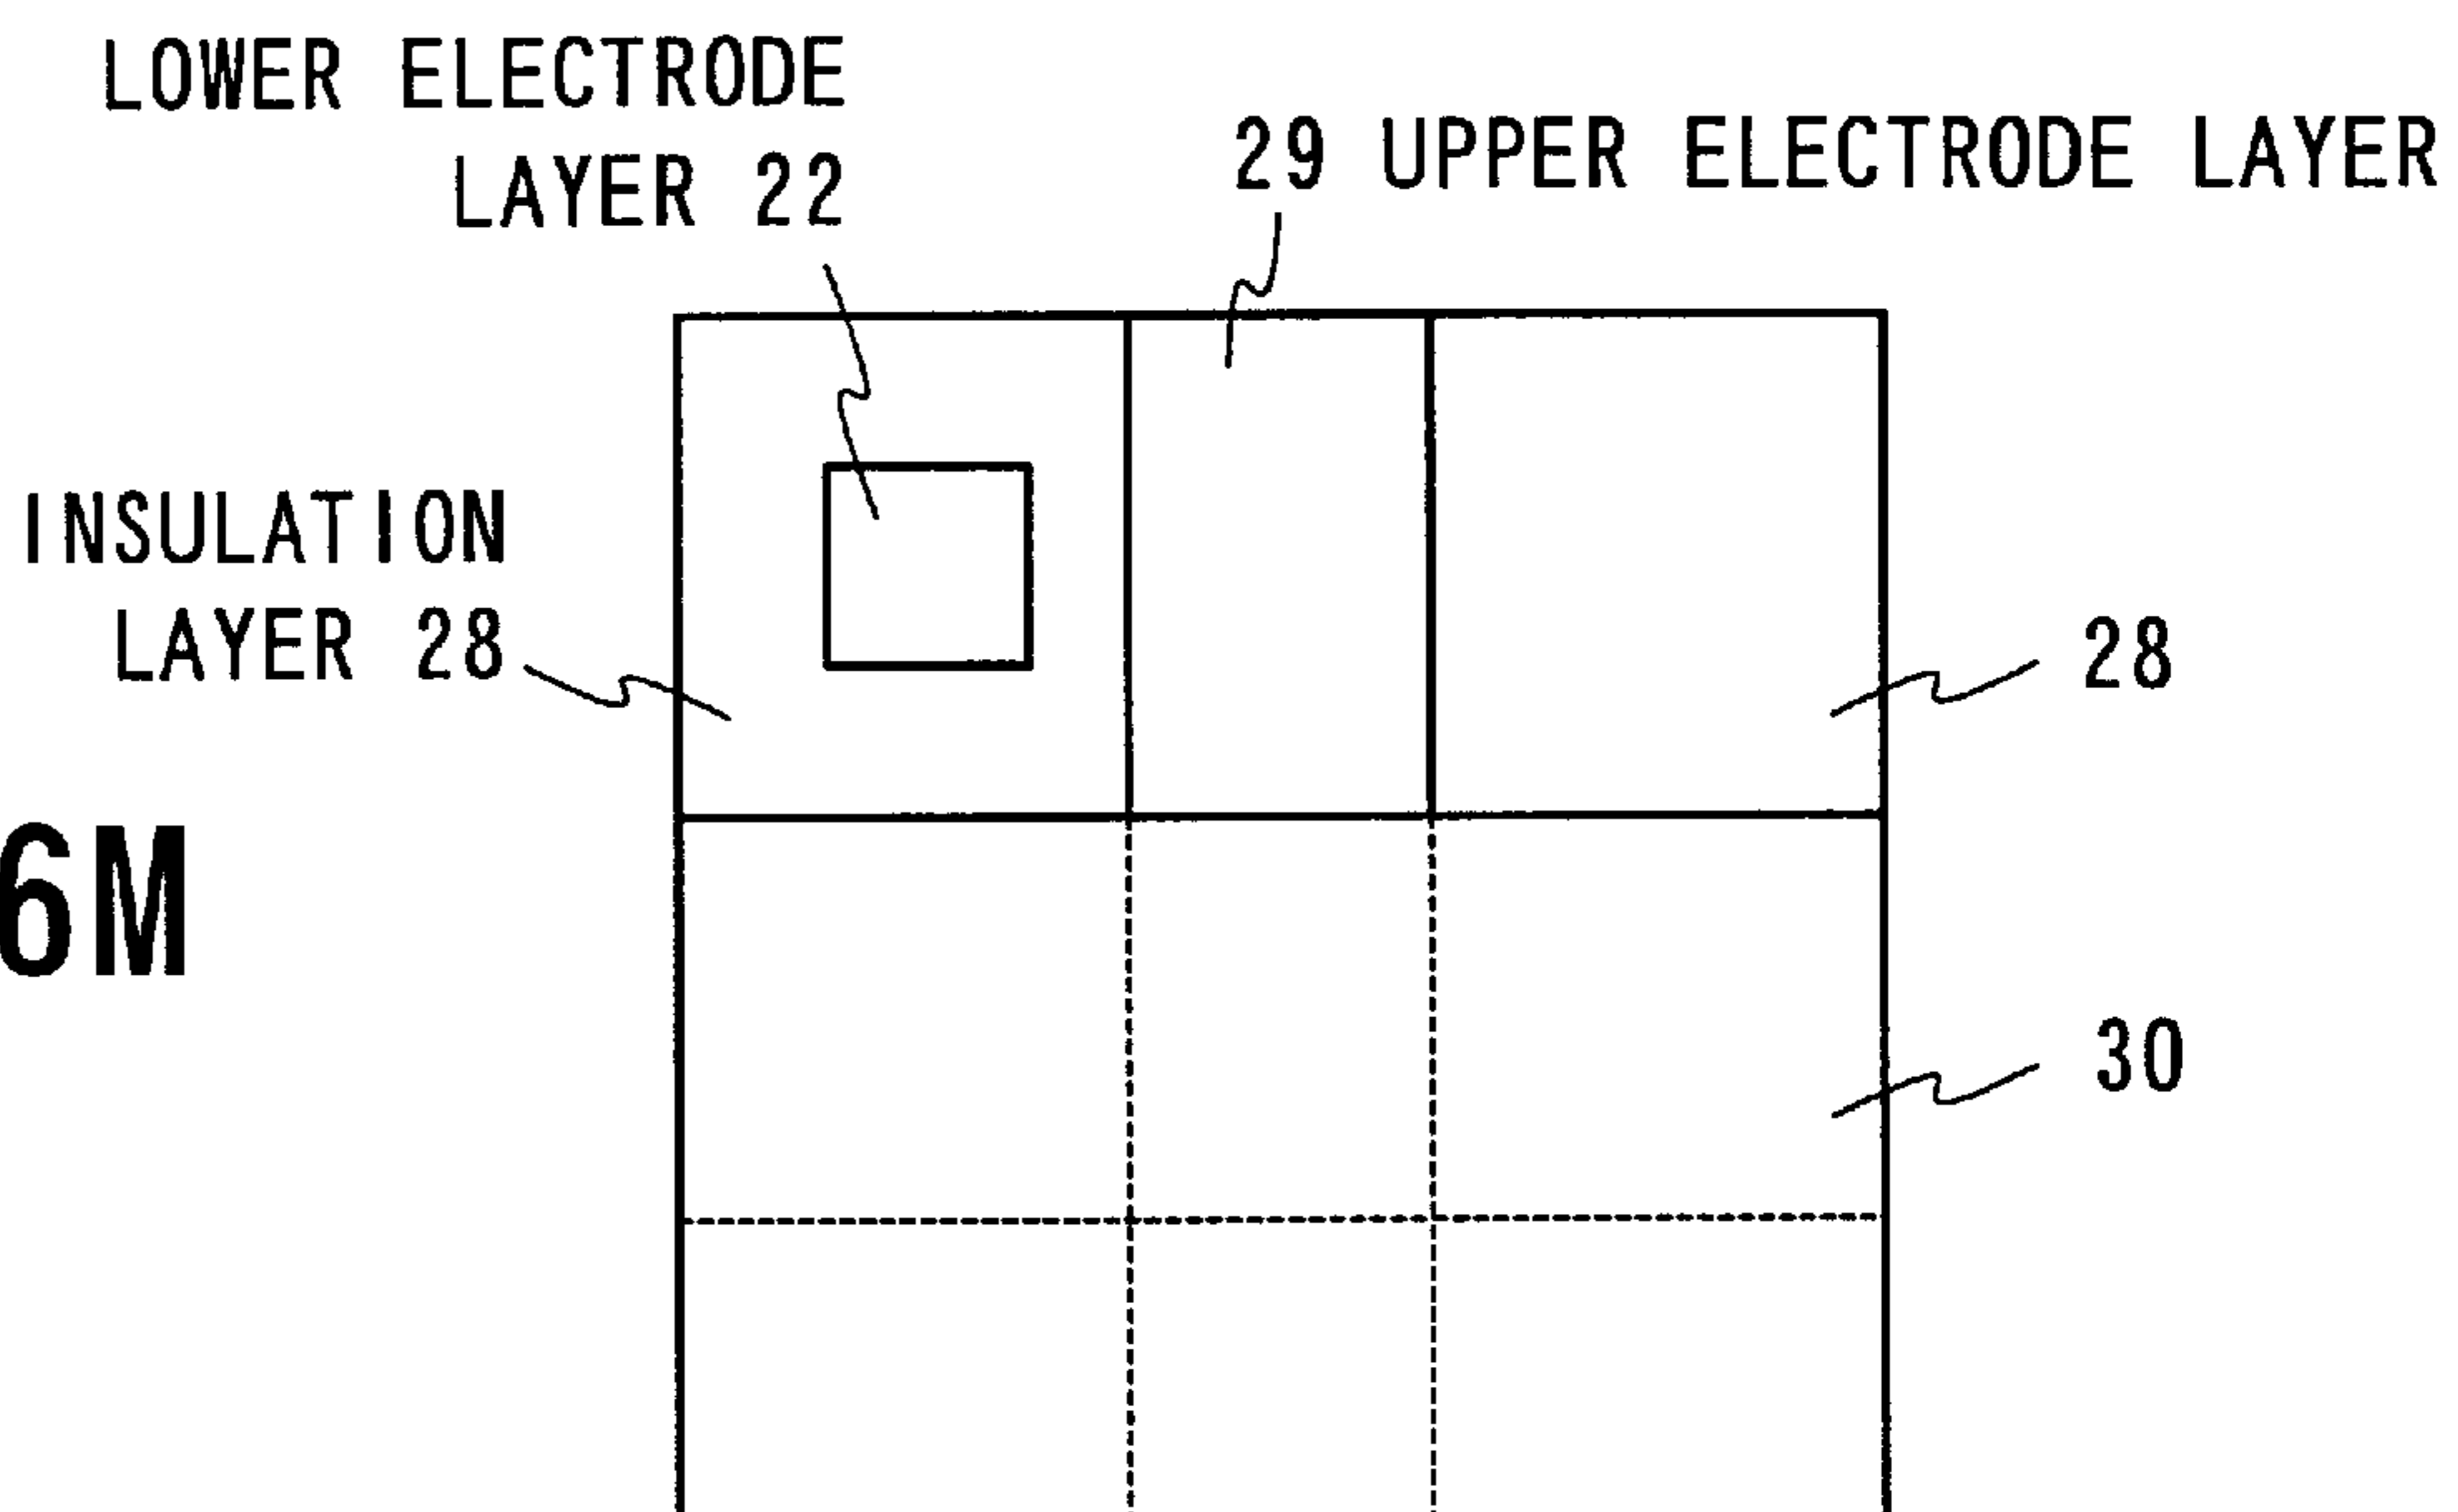 LOWER ELECTRODE
LAYER 22
29 UPPER ELECTRODE LAYER
INSULATION
LAYER 28
28
6M
30